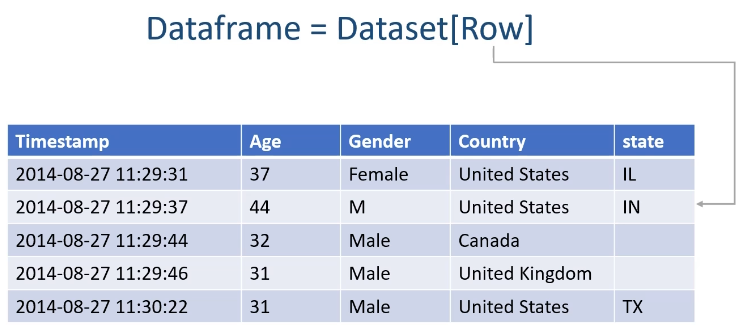 Dataframe = Dataset[Row]
Timestamp Age Gender Country state
2014-08-27 11:29:31 37 Female United States IL
2014-08-27 11:29:37 44 M United States IN
2014-08-27 11:29:44 32 Male Canada
2014-08-27 11:29:46 31 Male United Kingdom
2014-08-27 11:30:22 31 Male United States TX